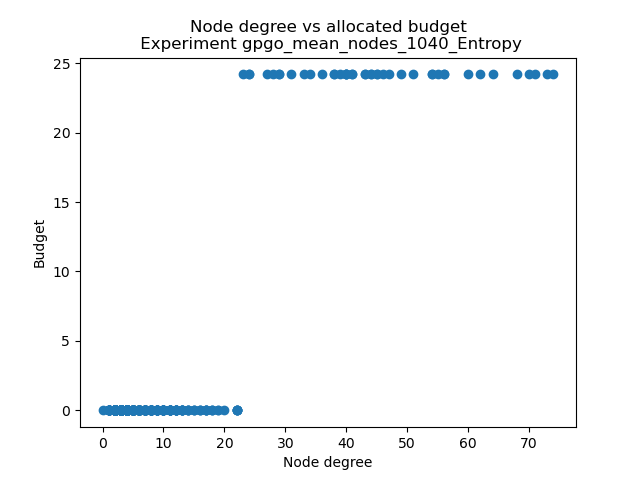 Node degree vs allocated budget
Experiment gpgo_mean_nodes_1040_Entropy
25
20
15
10
5
0
Budget
0 10 20 30 40 50 60 70
Node degree